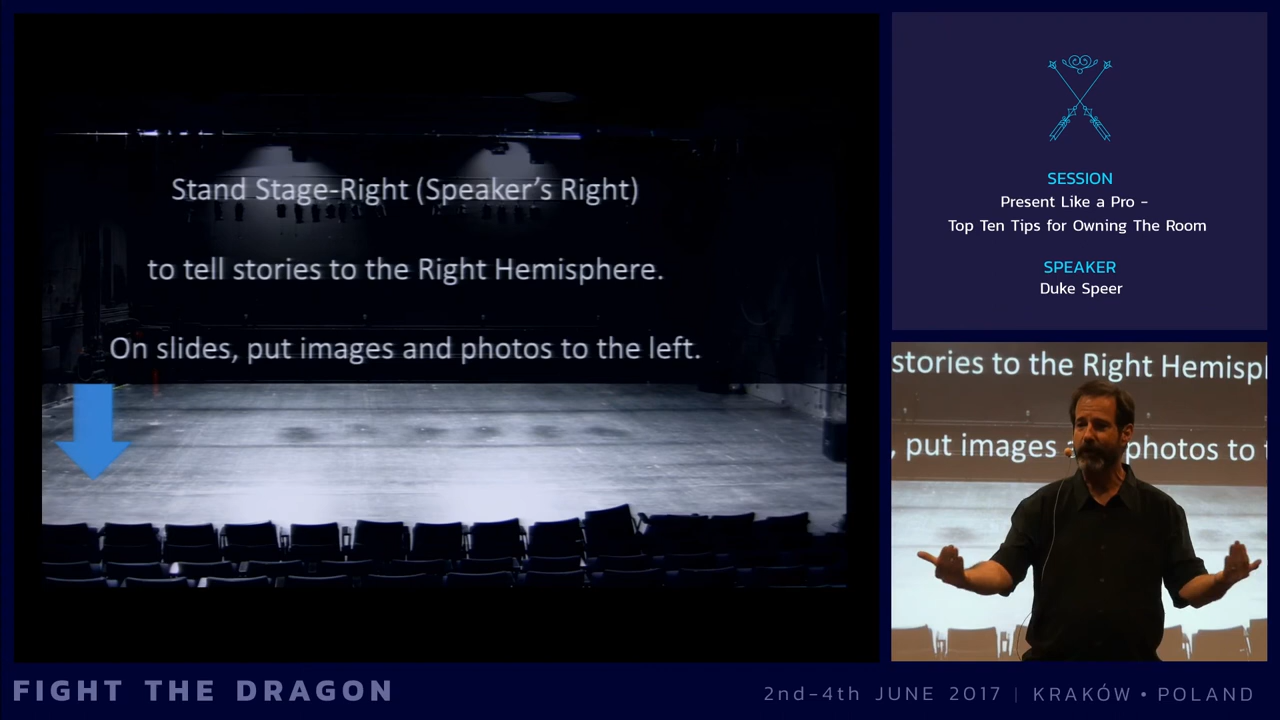 Stand Stage-Right (Speaker's Right)
to tell stories to the Right Hemisphere.
On slides, put images and photos to the left.
SESSION
Present Like a Pro -
Top Ten Tips for Owning The Room
SPEAKER
Duke Speer
stories to the Right Hemisph
, put images a photos to t
FIGHT THE DRAGON
2nd-4th JUNE 2017 | KRAKÓW • POLAND